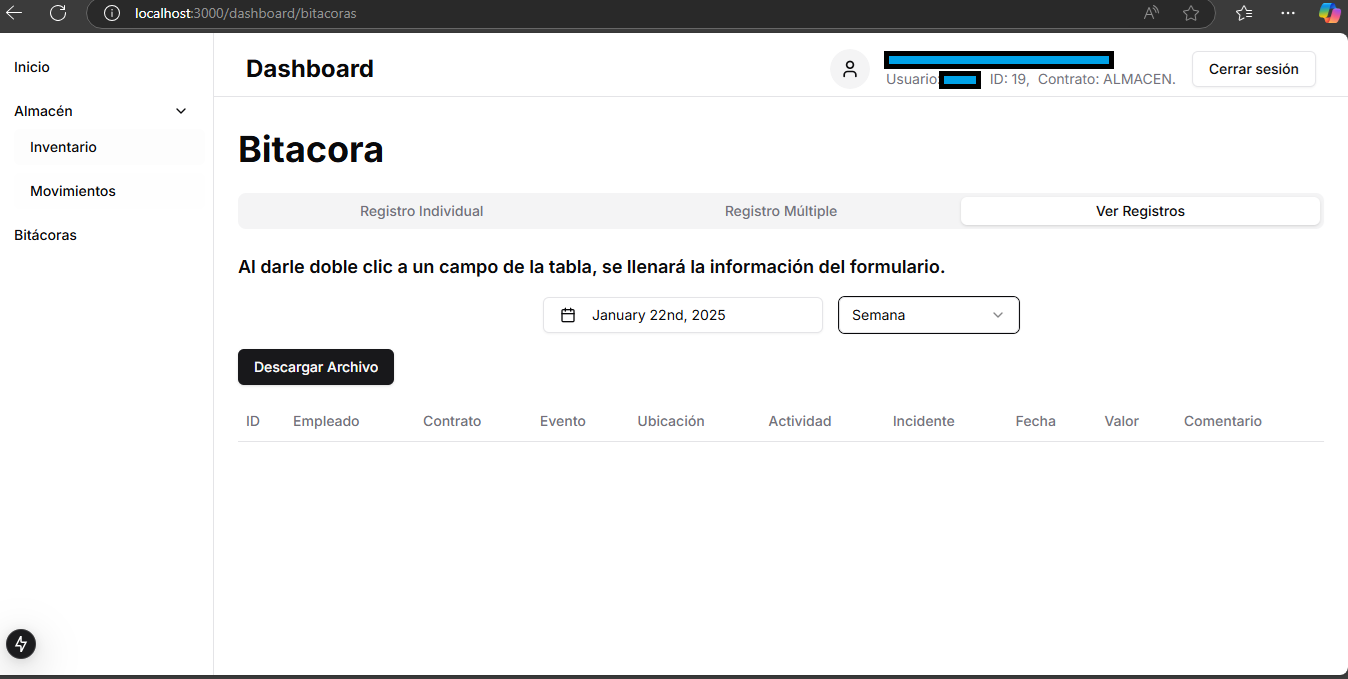 localhost:3000/dashboard/bitacoras
Inicio
Almacén
Inventario
Movimientos
Bitácoras
Dashboard
Usuario: ID: 19, Contrato: ALMACEN.
Cerrar sesión
Bitacora
Registro Individual
Registro Múltiple
Ver Registros
Al darle doble clic a un campo de la tabla, se llenará la información del formulario.
January 22nd, 2025
Semana
Descargar Archivo
ID Empleado Contrato Evento Ubicación Actividad Incidente Fecha Valor Comentario